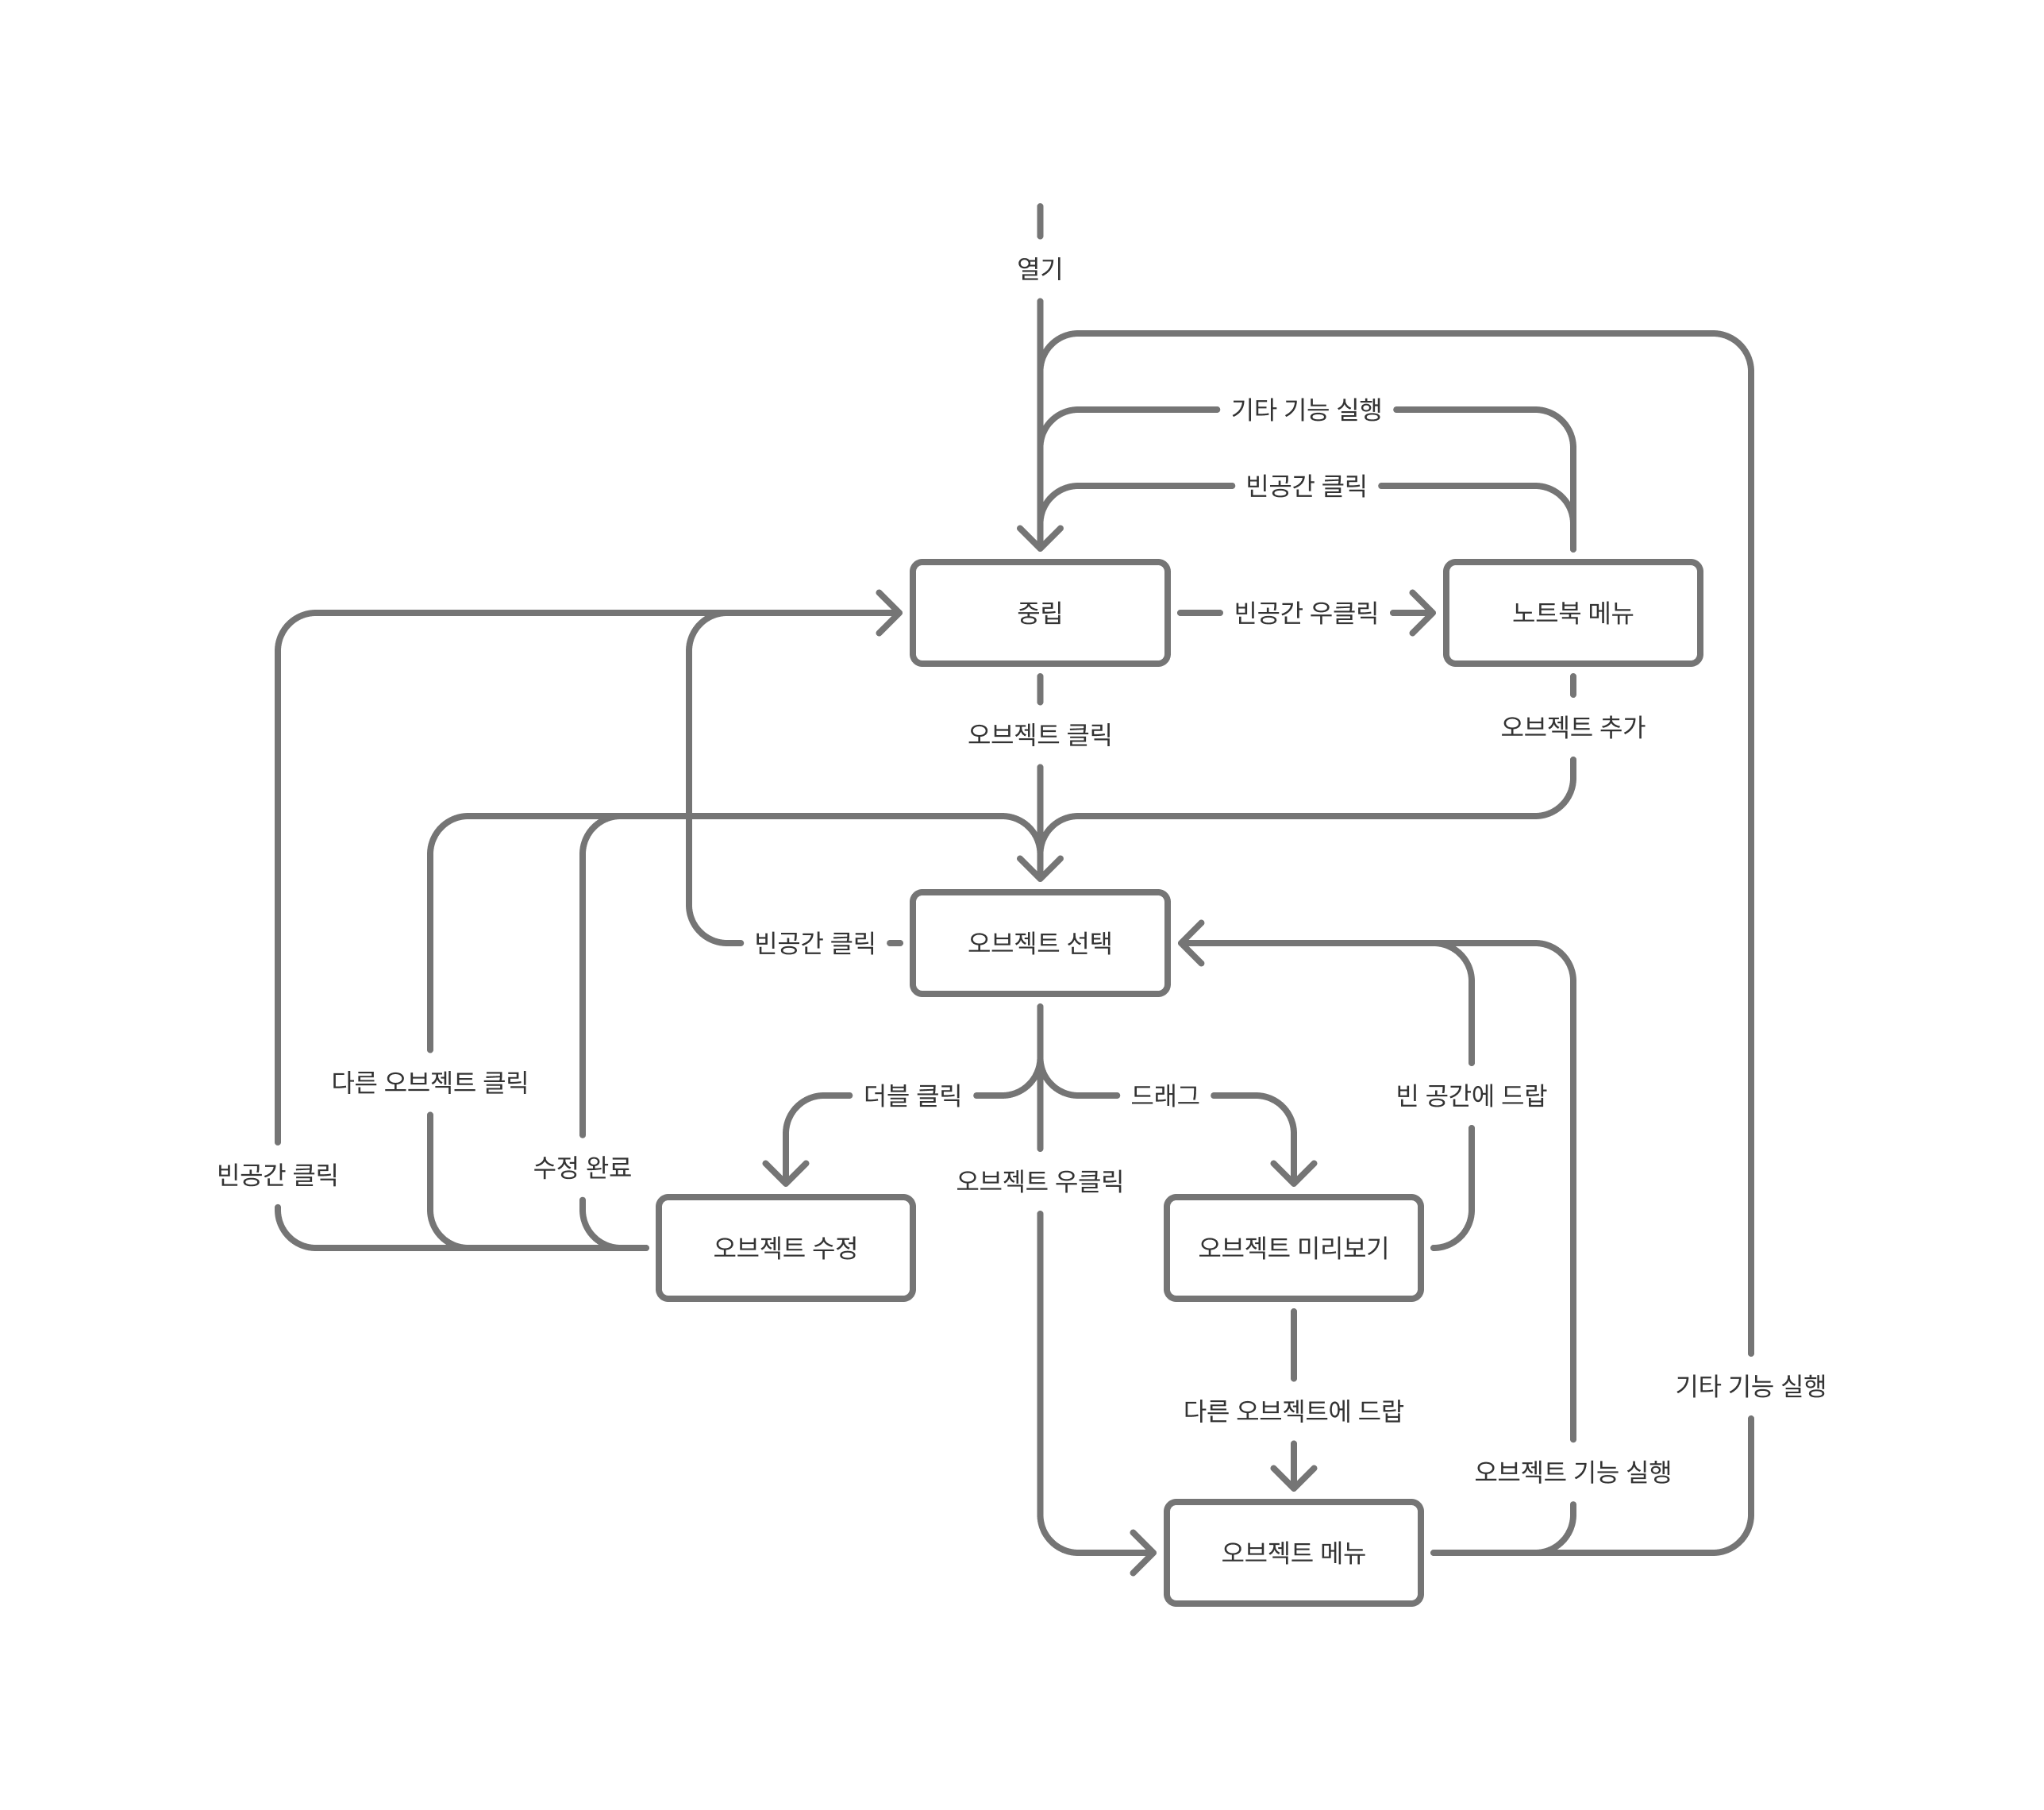 열기
기타 기능 실행
빈공간 클릭
중립
빈공간 우클릭
노트북 메뉴
오브젝트 클릭
오브젝트 추가
빈공간 클릭
오브젝트 선택
다른 오브젝트 클릭
더블 클릭
드래그
빈 공간에 드랍
빈공간 클릭
수정 완료
오브젝트 우클릭
오브젝트 수정
오브젝트 미리보기
기타 기능 실행
다른 오브젝트에 드랍
오브젝트 기능 실행
오브젝트 메뉴